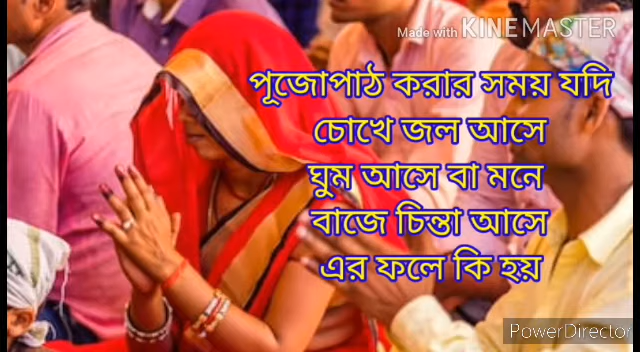 Made with KINEMASTER
পূজোপাঠ করার সময় যদি
চোখে জল আসে
ঘুম আসে বা মনে
বাজে চিন্তা আসে
এর ফলে কি হয়
PowerDirector